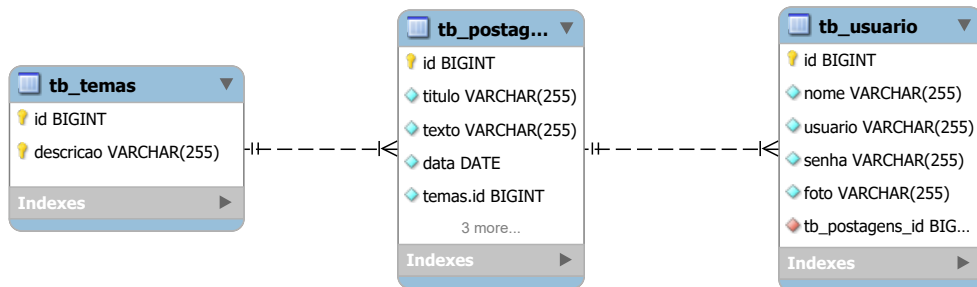 tb_temas
id BIGINT
descricao VARCHAR(255)
Indexes
tb_postag...
id BIGINT
titulo VARCHAR(255)
texto VARCHAR(255)
data DATE
temas.id BIGINT
3 more...
Indexes
tb_usuario
id BIGINT
nome VARCHAR(255)
usuario VARCHAR(255)
senha VARCHAR(255)
foto VARCHAR(255)
tb_postagens_id BIG...
Indexes